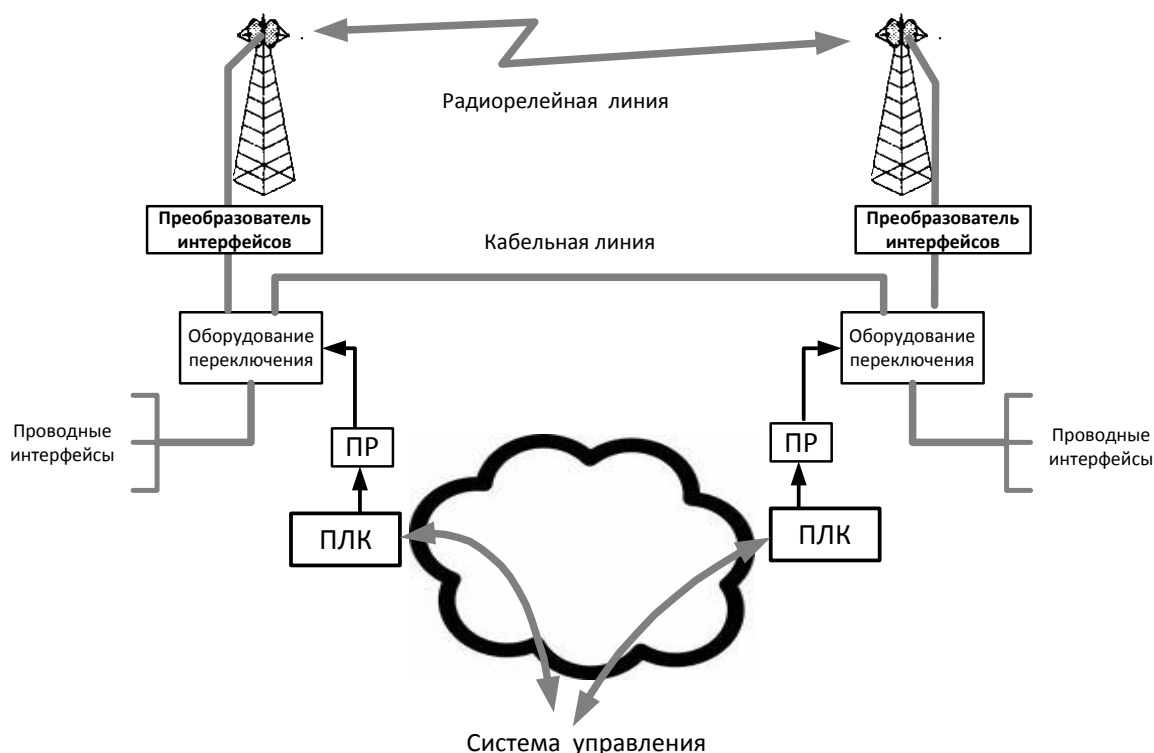 Радиорелейная линия
Преобразователь
интерфейсов
Преобразователь
интерфейсов
Кабельная линия
Оборудование
переключения
Оборудование
переключения
Проводные
интерфейсы
ПР
ПР
Проводные
интерфейсы
ПЛК
ПЛК
Система управления